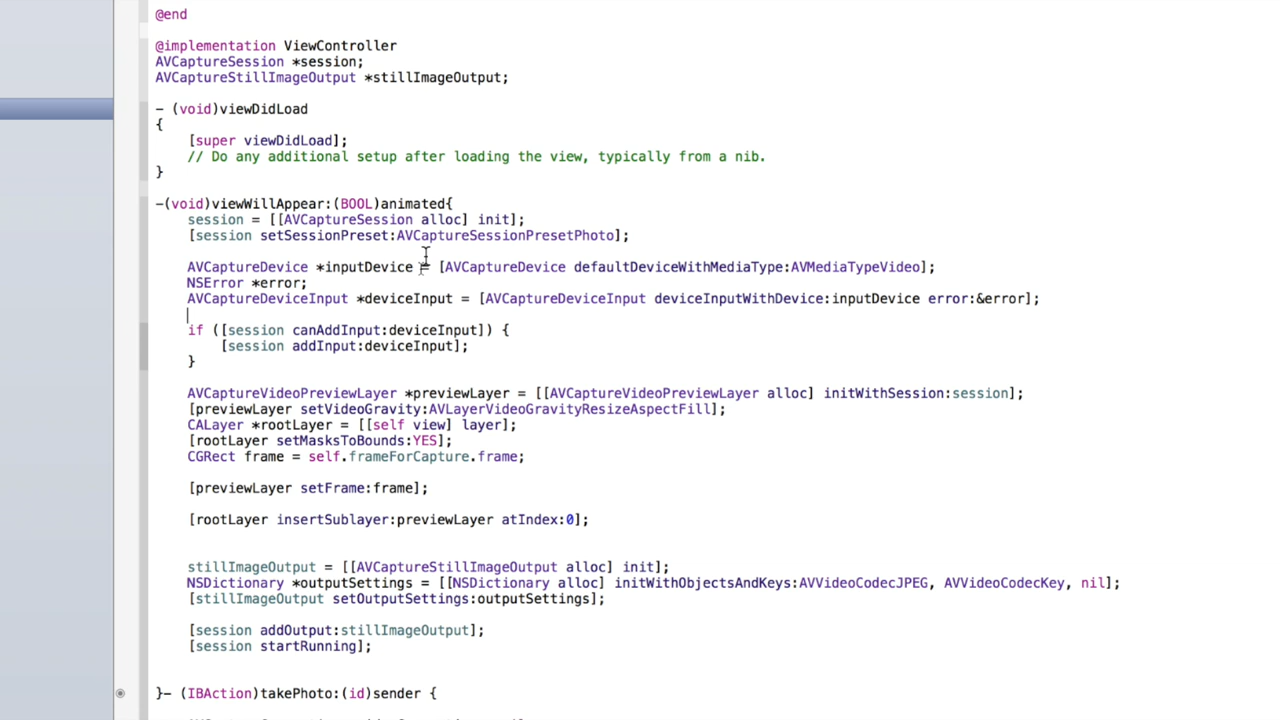 @end
@implementation ViewController
AVCaptureSession *session;
AVCaptureStillImageOutput *stillImageOutput;
- (void)viewDidLoad
{
[super viewDidLoad];
// Do any additional setup after loading the view, typically from a nib.
}
-(void)viewWillAppear:(BOOL)animated{
session = [[AVCaptureSession alloc] init];
[session setSessionPreset:AVCaptureSessionPresetPhoto];
AVCaptureDevice *inputDevice = [AVCaptureDevice defaultDeviceWithMediaType:AVMediaTypeVideo];
NSError *error;
AVCaptureDeviceInput *deviceInput = [AVCaptureDeviceInput deviceInputWithDevice:inputDevice error:&error];
if ([session canAddInput:deviceInput]) {
[session addInput:deviceInput];
}
AVCaptureVideoPreviewLayer *previewLayer = [[AVCaptureVideoPreviewLayer alloc] initWithSession:session];
[previewLayer setVideoGravity:AVLayerVideoGravityResizeAspectFill];
CALayer *rootLayer = [[self view] layer];
[rootLayer setMasksToBounds:YES];
CGRect frame = self.frameForCapture.frame;
[previewLayer setFrame:frame];
[rootLayer insertSublayer:previewLayer atIndex:0];
stillImageOutput = [[AVCaptureStillImageOutput alloc] init];
NSDictionary *outputSettings = [[NSDictionary alloc] initWithObjectsAndKeys:AVVideoCodecJPEG, AVVideoCodecKey, nil];
[stillImageOutput setOutputSettings:outputSettings];
[session addOutput:stillImageOutput];
[session startRunning];
}- (IBAction)takePhoto:(id)sender {